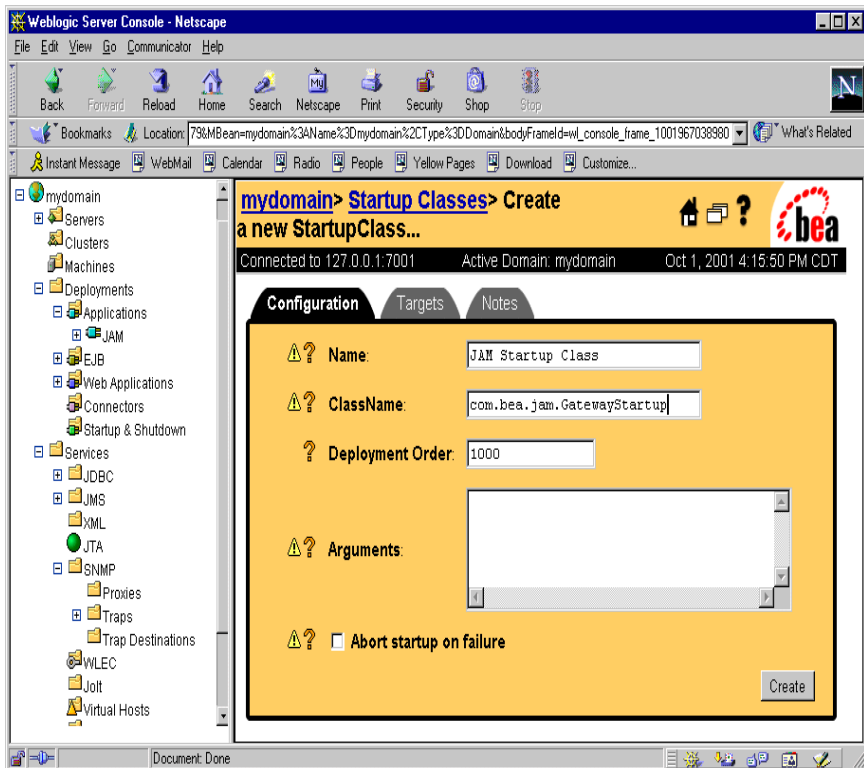 Weblogic Server Console - Netscape
File Edit View Go Communicator Help
Back Forward Reload Home Search Netscape Print Security Shop Stop
My
N
Bookmarks Location: 79&MBean=mydomain%3AName%3Dmydomain%2CType%3DDomain&bodyFrameId=wl_console_frame_1001967038980 What's Related
Instant Message WebMail Calendar Radio People Yellow Pages Download Customize...
mydomain
Servers
Clusters
Machines
Deployments
Applications
JAM
EJB
Web Applications
Connectors
Startup & Shutdown
Services
JDBC
JMS
XML
JTA
SNMP
Proxies
Traps
Trap Destinations
WLEC
Jolt
Virtual Hosts
mydomain> Startup Classes> Create
a new StartupClass...
?
bea
Connected to 127.0.0.1:7001 Active Domain: mydomain Oct 1, 2001 4:15:50 PM CDT
Configuration Targets Notes
? Name: JAM Startup Class
? ClassName: com.bea.jam.GatewayStartup
? Deployment Order: 1000
? Arguments:
? Abort startup on failure
Create
Document: Done